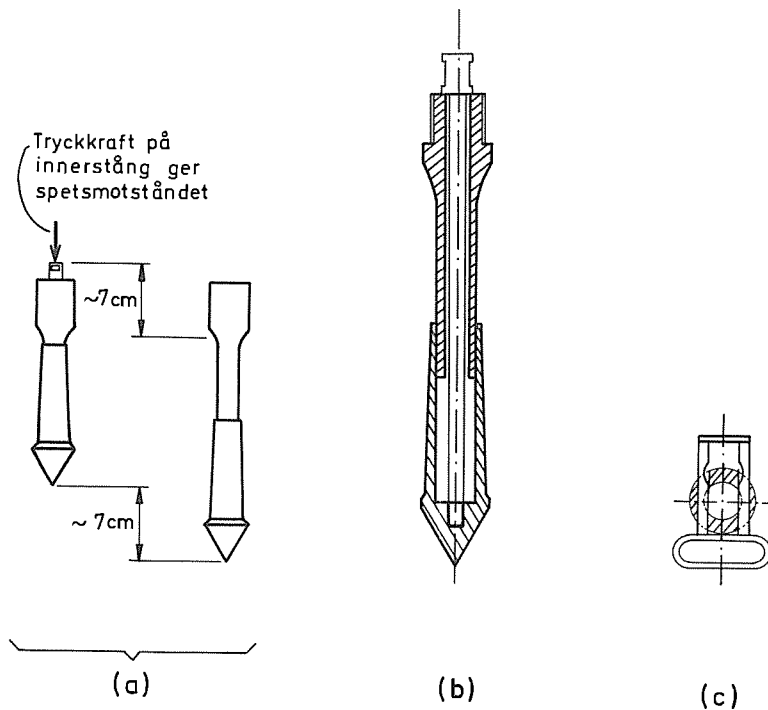 Tryckkraft på
innerstång ger
spetsmotståndet
~7cm
~ 7cm
(a)
(b)
(c)